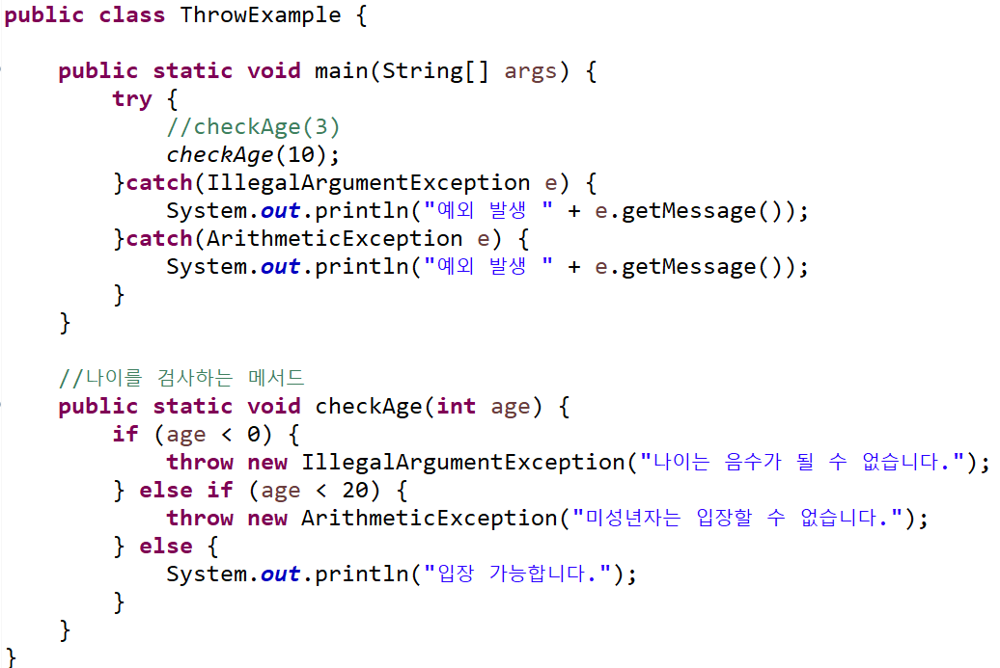 public class ThrowExample {
public static void main(String[] args) {
try {
//checkAge(3)
checkAge(10);
}catch(IllegalArgumentException e) {
System.out.println("예외 발생 " + e.getMessage());
}catch(ArithmeticException e) {
System.out.println("예외 발생 " + e.getMessage());
}
}
//나이를 검사하는 메서드
public static void checkAge(int age) {
if (age < 0) {
throw new IllegalArgumentException("나이는 음수가 될 수 없습니다.");
} else if (age < 20) {
throw new ArithmeticException("미성년자는 입장할 수 없습니다.");
} else {
System.out.println("입장 가능합니다.");
}
}
}